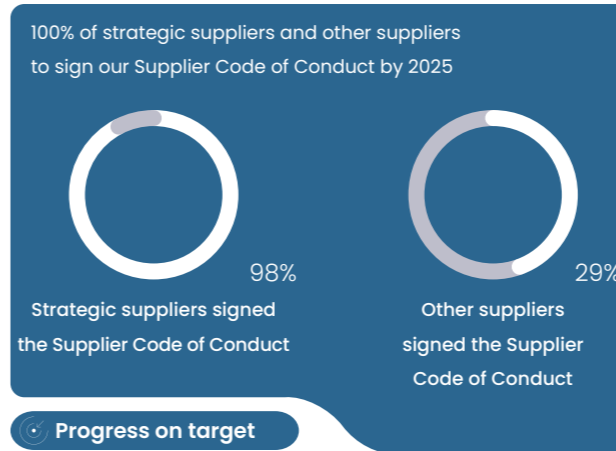 100% of strategic suppliers and other suppliers
to sign our Supplier Code of Conduct by 2025
98%
29%
Strategic suppliers signed
the Supplier Code of Conduct
Other suppliers
signed the Supplier
Code of Conduct
Progress on target